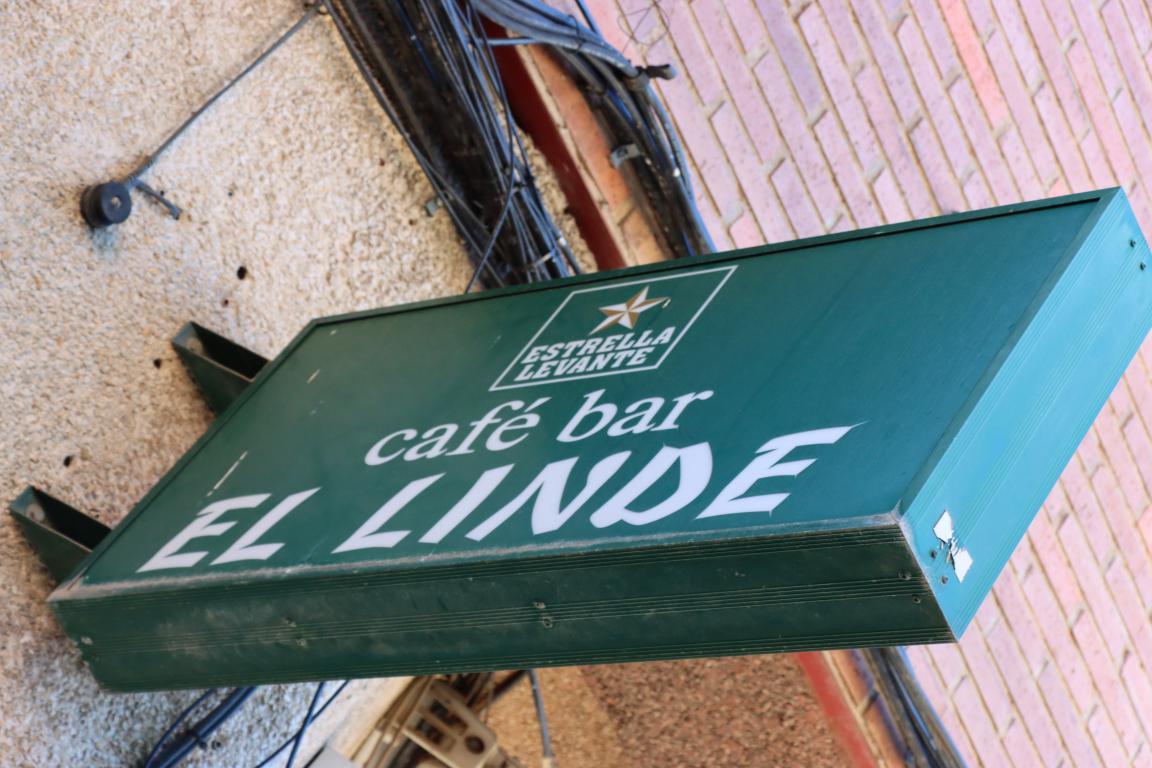 ESTRELLA
LEVANTE
café bar
EL LINDE